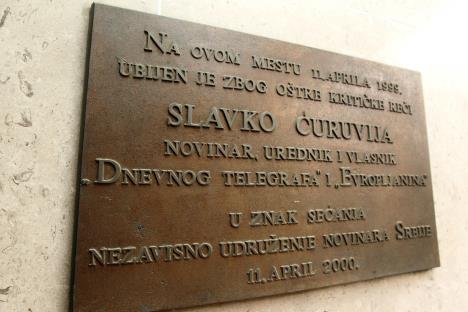 NA OVOM MESTU 11. APRILA 1999.
UBIJEN JE ZBOG OŠTRE KRITIČKE REČI
SLAVKO ĆURUVIJA
NOVINAR, UREDNIK I VLASNIK
„DNEVNOG TELEGRAFA" I „EVROPLJANINA"
U ZNAK SEĆANJA
NEZAVISNO UDRUŽENJE NOVINARA SRBIJE
11. APRIL 2000.